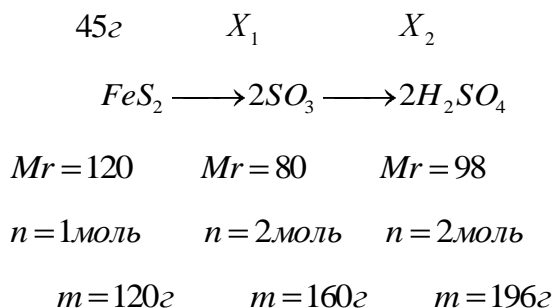 45г X₁ X₂
FeS₂ ⟶ 2SO₃ ⟶ 2H₂SO₄
Mr = 120 Mr = 80 Mr = 98
n = 1моль n = 2моль n = 2моль
m = 120г m = 160г m = 196г